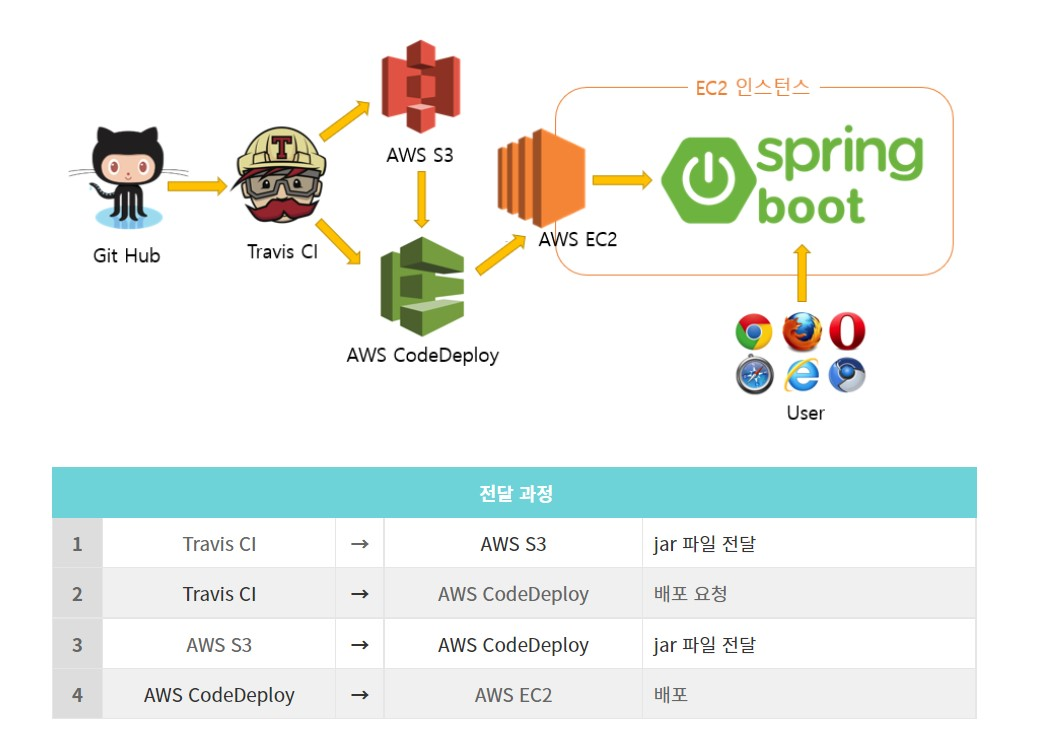 EC2 인스턴스
spring
boot
AWS S3
AWS EC2
Git Hub
Travis CI
AWS CodeDeploy
User
전달 과정
1 Travis CI → AWS S3 jar 파일 전달
2 Travis CI → AWS CodeDeploy 배포 요청
3 AWS S3 → AWS CodeDeploy jar 파일 전달
4 AWS CodeDeploy → AWS EC2 배포